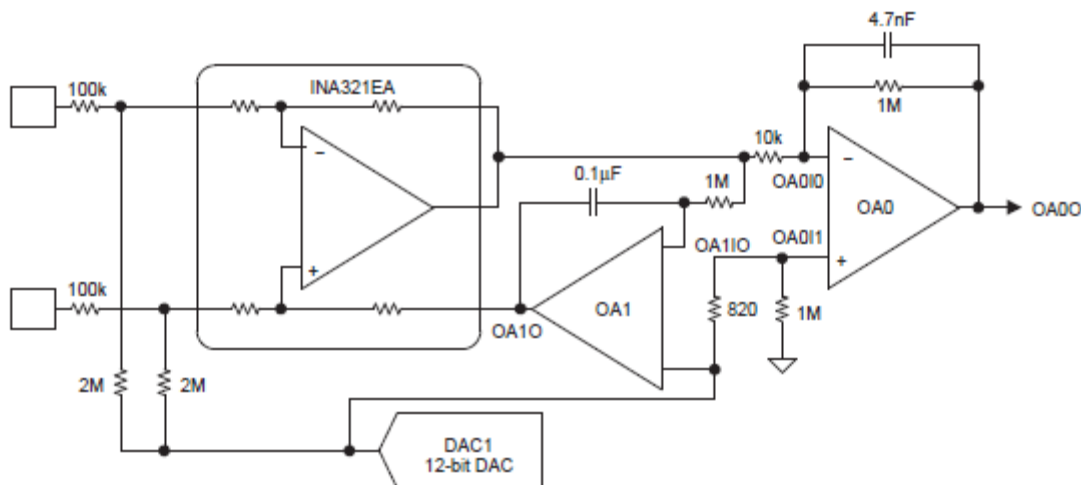 4.7nF
100k
INA321EA
1M
10k
−
0.1µF
1M
OA0I0
−
OA0
OA0O
OA1IO
OA0I1
+
100k
+
OA1O
OA1
820
1M
+
2M
2M
DAC1
12-bit DAC